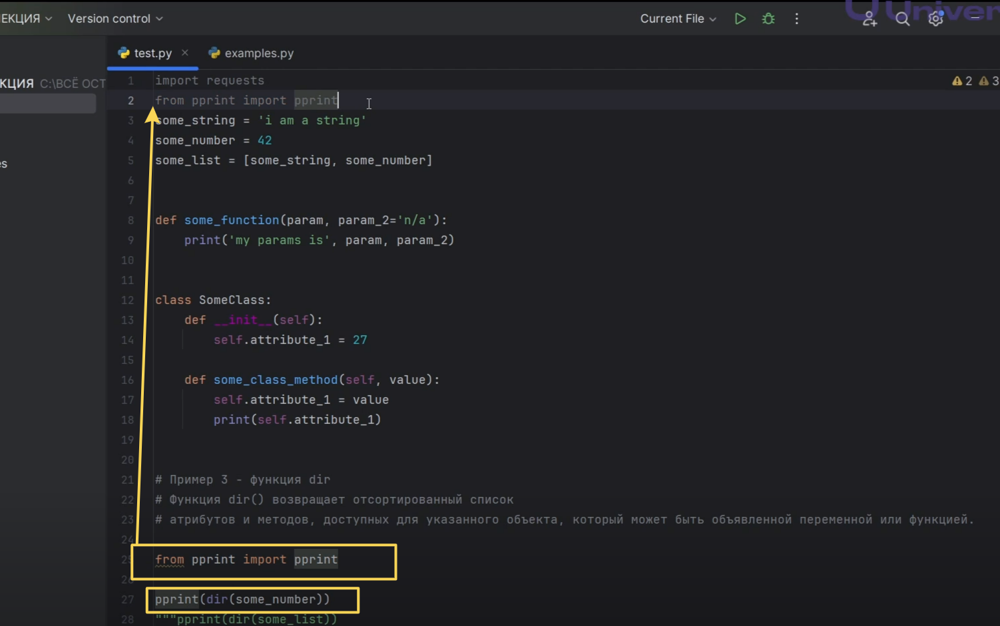 ЛЕКЦИЯ Version control Current File
Univer
test.py examples.py
КЦИЯ C:\ВСЁ ОСТ
es
2 3
1 import requests
2 from pprint import pprint
3 some_string = 'i am a string'
4 some_number = 42
5 some_list = [some_string, some_number]
6
7
8 def some_function(param, param_2='n/a'):
9 print('my params is', param, param_2)
10
11
12 class SomeClass:
13 def __init__(self):
14 self.attribute_1 = 27
15
16 def some_class_method(self, value):
17 self.attribute_1 = value
18 print(self.attribute_1)
19
20
21 # Пример 3 - функция dir
22 # Функция dir() возвращает отсортированный список
23 # атрибутов и методов, доступных для указанного объекта, который может быть объявленной переменной или функцией.
24
25 from pprint import pprint
26
27 pprint(dir(some_number))
28 """pprint(dir(some_list))